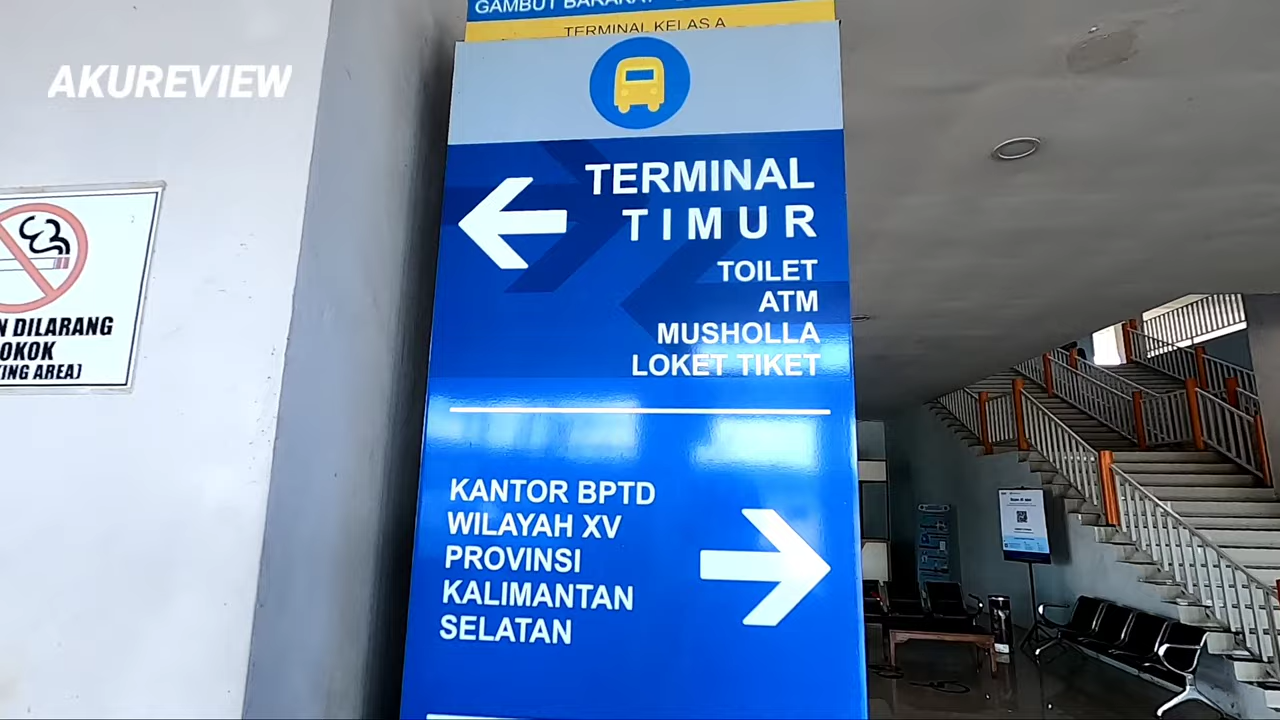 AKUREVIEW
GAMBUT
TERMINAL KELAS A
TERMINAL
TIMUR
TOILET
ATM
MUSHOLLA
LOKET TIKET
KANTOR BPTD
WILAYAH XV
PROVINSI
KALIMANTAN
SELATAN
N DILARANG
OKOK
ING AREA)